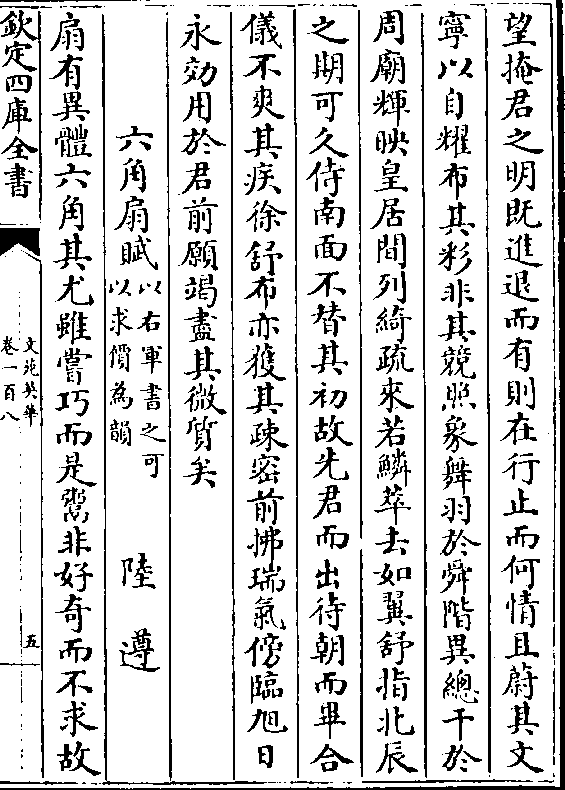 望掩君之明既進退而有則在行止而何情且蔚其文
寧以自耀布其彩非其競照象舞羽於舜階異總干於
周廟輝映皇居間列綺疏來若鱗萃去如翼舒指北辰
之期可久侍南面不替其初故先君而出待朝而畢合
儀不爽其疾徐舒布亦獲其疎密前拂瑞氣傍臨旭日
永効用於君前願竭盡其微質矣
六角扇賦以右軍書之可以求價為韻 陸遵
扇有異體六角其尤雖嘗巧而是鬻非好奇而不求故
欽定四庫全書
文苑英華
卷一百八
五